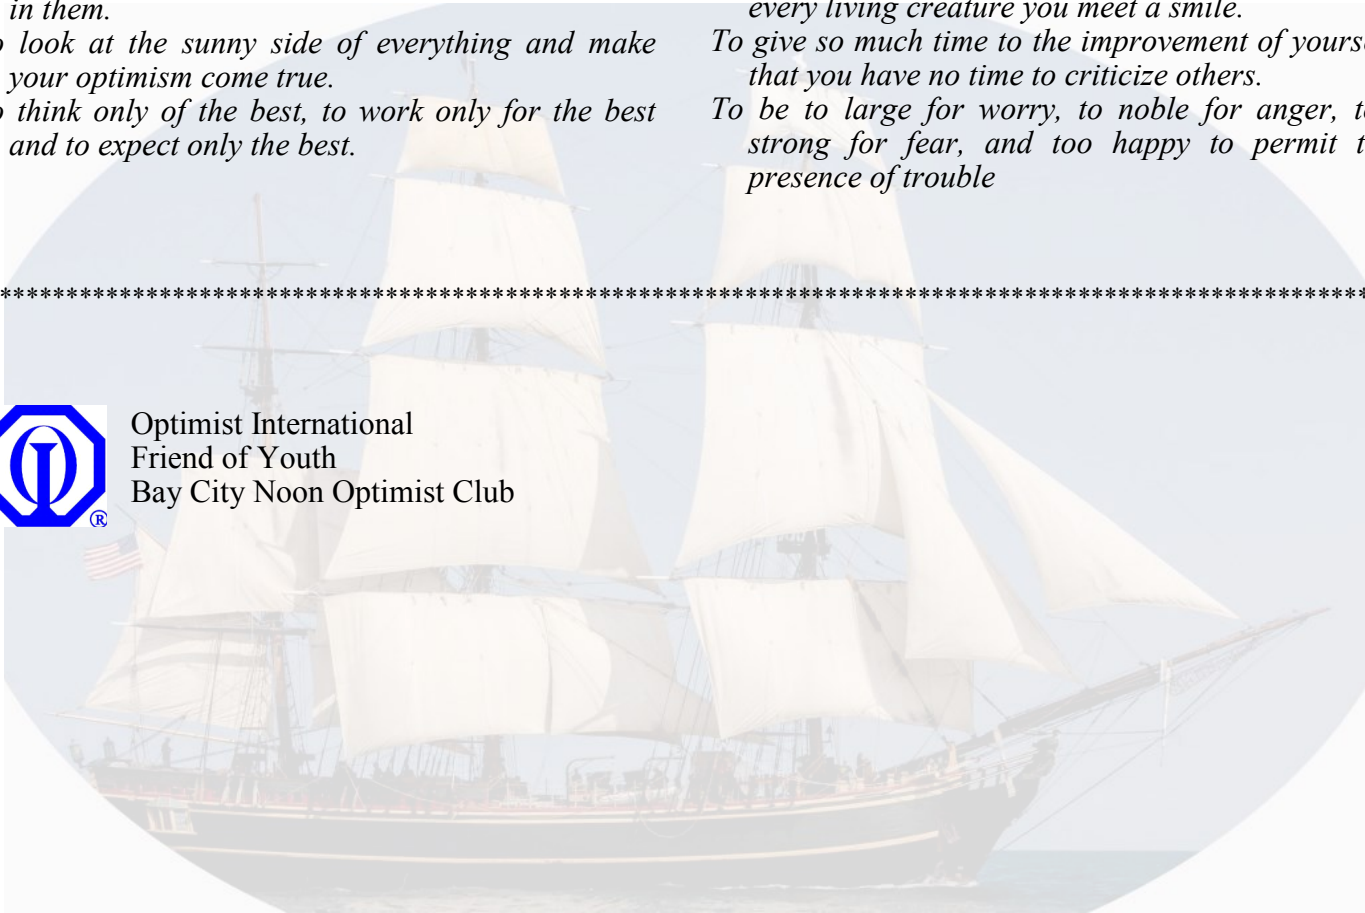 in them.
o look at the sunny side of everything and make
your optimism come true.
o think only of the best, to work only for the best
and to expect only the best.
every living creature you meet a smile.
To give so much time to the improvement of yourse
that you have no time to criticize others.
To be to large for worry, to noble for anger, to
strong for fear, and too happy to permit t
presence of trouble
*********************************************************************************************************
Optimist International
Friend of Youth
Bay City Noon Optimist Club
®